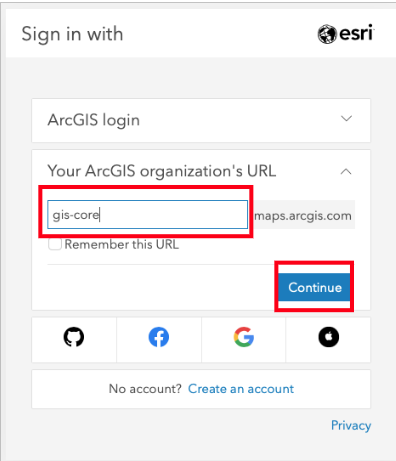 Sign in with
esri
ArcGIS login
Your ArcGIS organization's URL
gis-core maps.arcgis.com
Remember this URL
Continue
No account? Create an account
Privacy